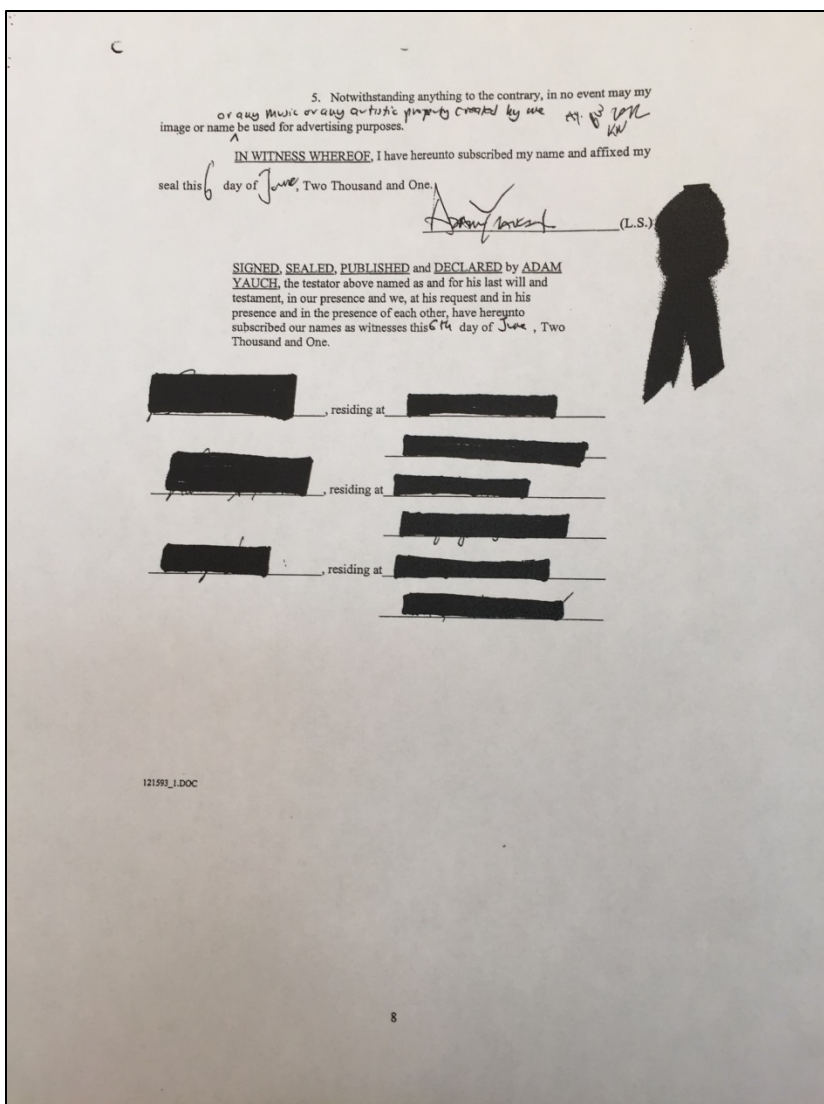 C
5. Notwithstanding anything to the contrary, in no event may my
or any music or any artistic property created by me
image or name ^ be used for advertising purposes.
IN WITNESS WHEREOF, I have hereunto subscribed my name and affixed my
seal this 6 day of June, Two Thousand and One.
(L.S.)
SIGNED, SEALED, PUBLISHED and DECLARED by ADAM
YAUCH, the testator above named as and for his last will and
testament, in our presence and we, at his request and in his
presence and in the presence of each other, have hereunto
subscribed our names as witnesses this 6th day of June, Two
Thousand and One.
, residing at
, residing at
, residing at
121593_1.DOC
8